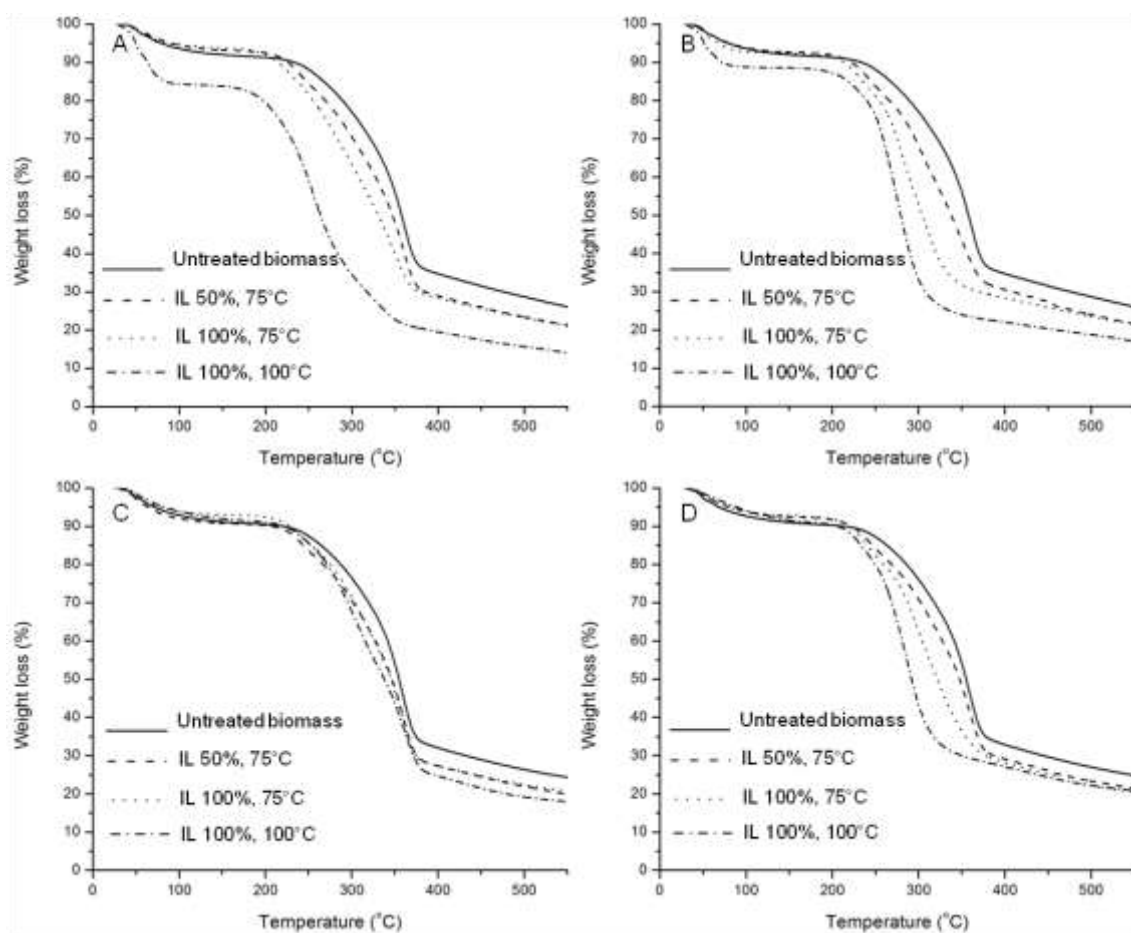 A
Weight loss (%)
100
90
80
70
60
50
40
30
20
10
0
Untreated biomass
IL 50%, 75°C
IL 100%, 75°C
IL 100%, 100°C
0 100 200 300 400 500
Temperature (°C)
B
Weight loss (%)
100
90
80
70
60
50
40
30
20
10
0
Untreated biomass
IL 50%, 75°C
IL 100%, 75°C
IL 100%, 100°C
0 100 200 300 400 500
Temperature (°C)
C
Weight loss (%)
100
90
80
70
60
50
40
30
20
10
0
Untreated biomass
IL 50%, 75°C
IL 100%, 75°C
IL 100%, 100°C
0 100 200 300 400 500
Temperature (°C)
D
Weight loss (%)
100
90
80
70
60
50
40
30
20
10
0
Untreated biomass
IL 50%, 75°C
IL 100%, 75°C
IL 100%, 100°C
0 100 200 300 400 500
Temperature (°C)